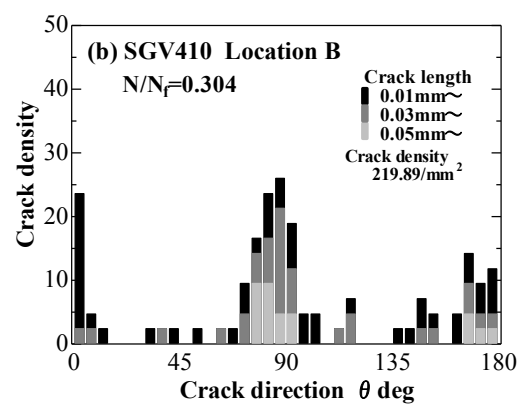 50
40
30
20
10
0
Crack density
(b) SGV410 Location B
N/Nf=0.304
Crack length
0.01mm～
0.03mm～
0.05mm～
Crack density
219.89/mm²
0 45 90 135 180
Crack direction θ deg